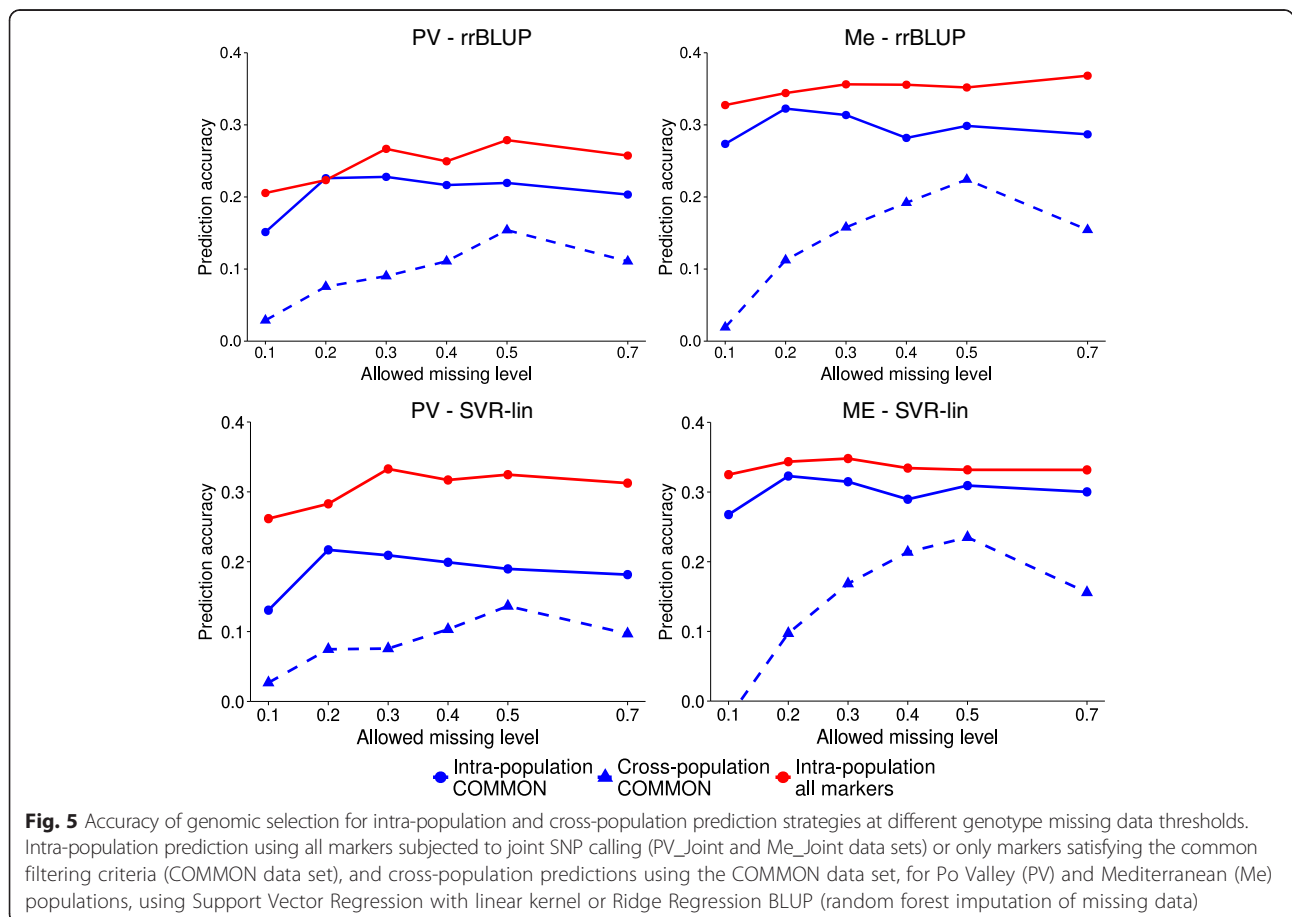 PV - rrBLUP
0.4
0.3
0.2
0.1
0.0
Prediction accuracy
0.1 0.2 0.3 0.4 0.5 0.7
Allowed missing level
Me - rrBLUP
0.4
0.3
0.2
0.1
0.0
Prediction accuracy
0.1 0.2 0.3 0.4 0.5 0.7
Allowed missing level
PV - SVR-lin
0.4
0.3
0.2
0.1
0.0
Prediction accuracy
0.1 0.2 0.3 0.4 0.5 0.7
Allowed missing level
ME - SVR-lin
0.4
0.3
0.2
0.1
0.0
Prediction accuracy
0.1 0.2 0.3 0.4 0.5 0.7
Allowed missing level
Intra-population COMMON
Cross-population COMMON
Intra-population all markers
Fig. 5 Accuracy of genomic selection for intra-population and cross-population prediction strategies at different genotype missing data thresholds.
Intra-population prediction using all markers subjected to joint SNP calling (PV_Joint and Me_Joint data sets) or only markers satisfying the common
filtering criteria (COMMON data set), and cross-population predictions using the COMMON data set, for Po Valley (PV) and Mediterranean (Me)
populations, using Support Vector Regression with linear kernel or Ridge Regression BLUP (random forest imputation of missing data)